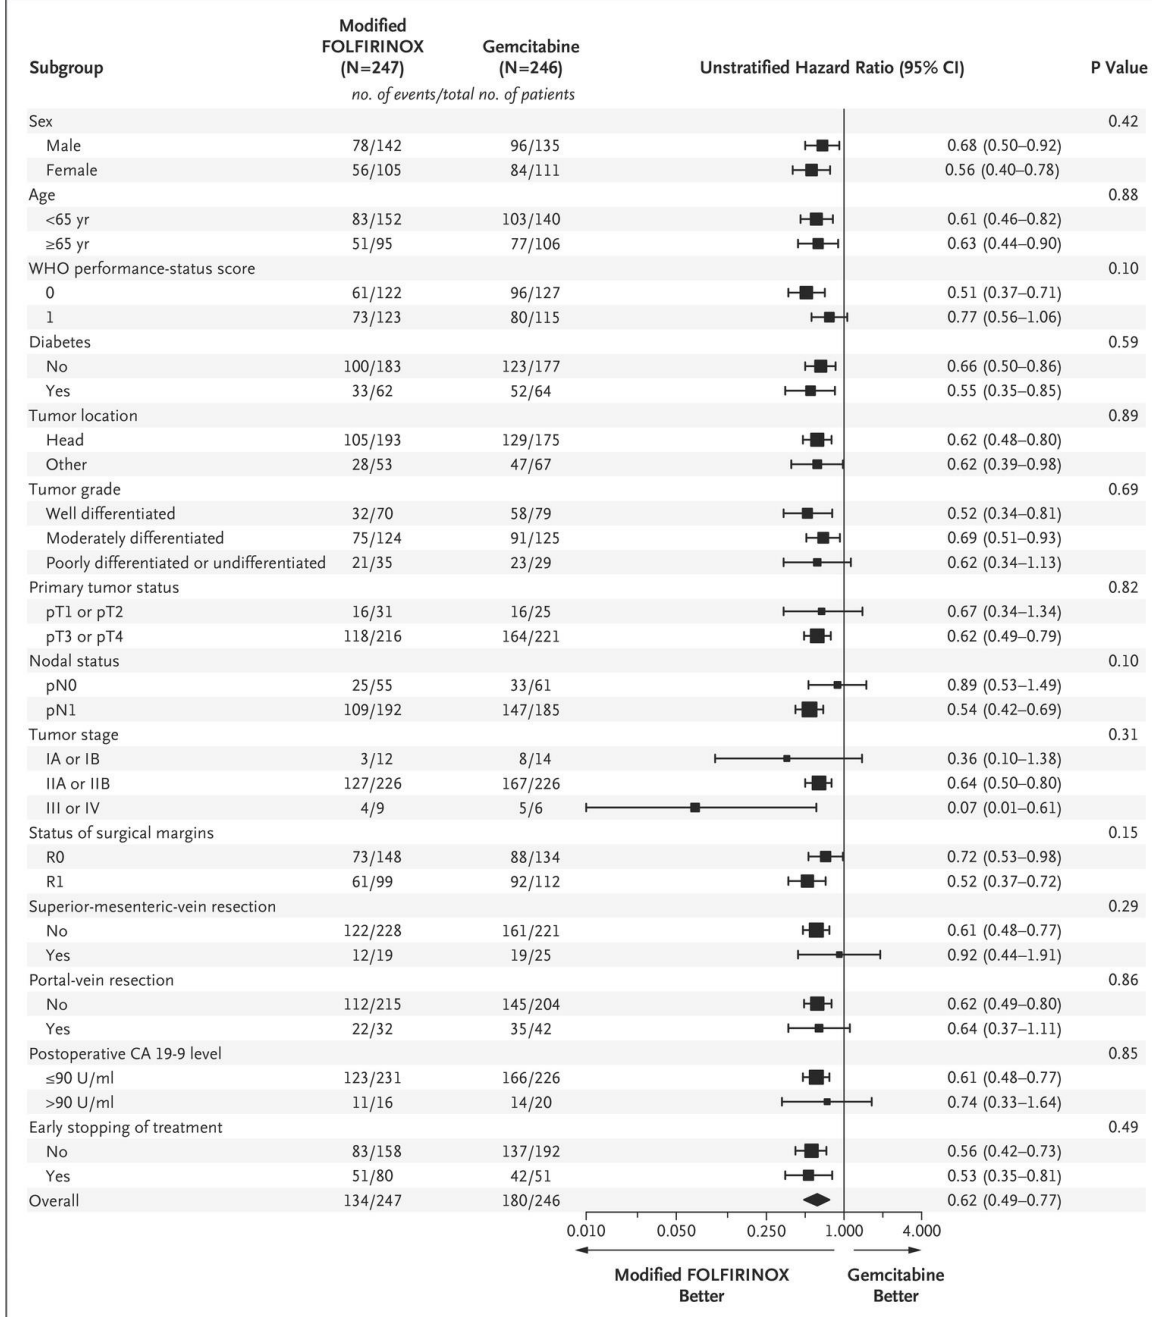 Modified
FOLFIRINOX
(N=247)
Gemcitabine
(N=246)
Subgroup
Unstratified Hazard Ratio (95% CI)
P Value
no. of events/total no. of patients
Sex 0.42
Male 78/142 96/135 0.68 (0.50–0.92)
Female 56/105 84/111 0.56 (0.40–0.78)
Age 0.88
<65 yr 83/152 103/140 0.61 (0.46–0.82)
≥65 yr 51/95 77/106 0.63 (0.44–0.90)
WHO performance-status score 0.10
0 61/122 96/127 0.51 (0.37–0.71)
1 73/123 80/115 0.77 (0.56–1.06)
Diabetes 0.59
No 100/183 123/177 0.66 (0.50–0.86)
Yes 33/62 52/64 0.55 (0.35–0.85)
Tumor location 0.89
Head 105/193 129/175 0.62 (0.48–0.80)
Other 28/53 47/67 0.62 (0.39–0.98)
Tumor grade 0.69
Well differentiated 32/70 58/79 0.52 (0.34–0.81)
Moderately differentiated 75/124 91/125 0.69 (0.51–0.93)
Poorly differentiated or undifferentiated 21/35 23/29 0.62 (0.34–1.13)
Primary tumor status 0.82
pT1 or pT2 16/31 16/25 0.67 (0.34–1.34)
pT3 or pT4 118/216 164/221 0.62 (0.49–0.79)
Nodal status 0.10
pN0 25/55 33/61 0.89 (0.53–1.49)
pN1 109/192 147/185 0.54 (0.42–0.69)
Tumor stage 0.31
IA or IB 3/12 8/14 0.36 (0.10–1.38)
IIA or IIB 127/226 167/226 0.64 (0.50–0.80)
III or IV 4/9 5/6 0.07 (0.01–0.61)
Status of surgical margins 0.15
R0 73/148 88/134 0.72 (0.53–0.98)
R1 61/99 92/112 0.52 (0.37–0.72)
Superior-mesenteric-vein resection 0.29
No 122/228 161/221 0.61 (0.48–0.77)
Yes 12/19 19/25 0.92 (0.44–1.91)
Portal-vein resection 0.86
No 112/215 145/204 0.62 (0.49–0.80)
Yes 22/32 35/42 0.64 (0.37–1.11)
Postoperative CA 19-9 level 0.85
≤90 U/ml 123/231 166/226 0.61 (0.48–0.77)
>90 U/ml 11/16 14/20 0.74 (0.33–1.64)
Early stopping of treatment 0.49
No 83/158 137/192 0.56 (0.42–0.73)
Yes 51/80 42/51 0.53 (0.35–0.81)
Overall 134/247 180/246 0.62 (0.49–0.77)
0.010 0.050 0.250 1.000 4.000
Modified FOLFIRINOX
Better
Gemcitabine
Better